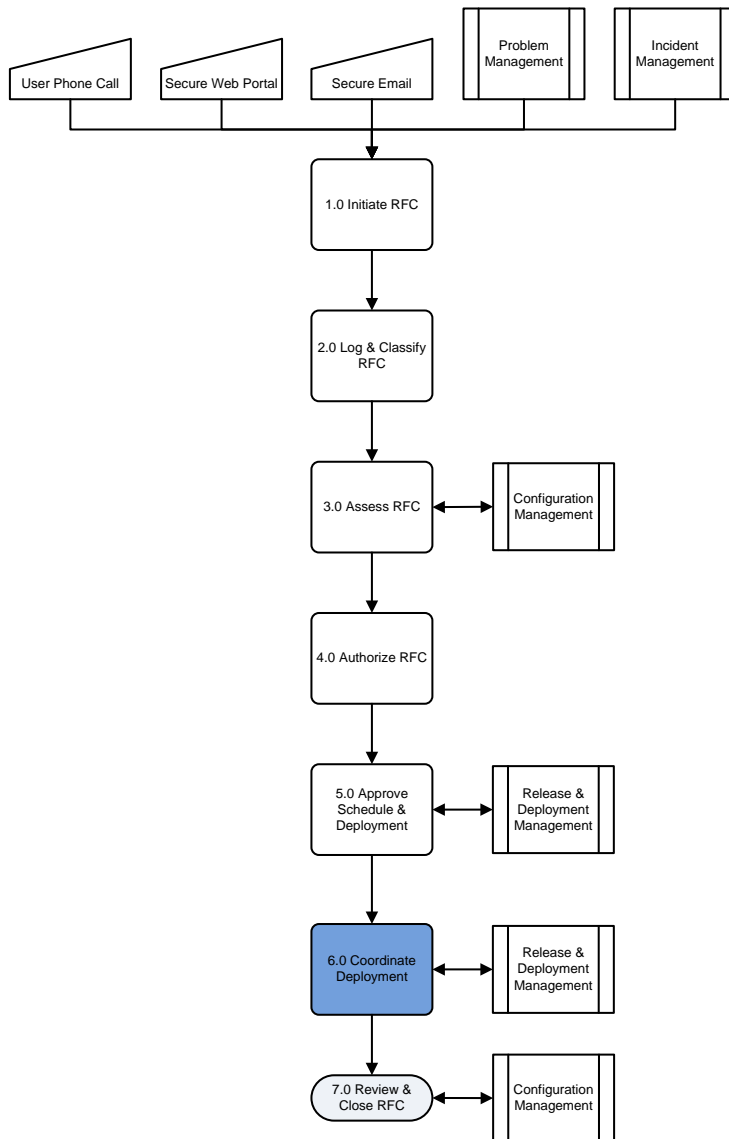 User Phone Call
Secure Web Portal
Secure Email
Problem
Management
Incident
Management
1.0 Initiate RFC
2.0 Log & Classify
RFC
3.0 Assess RFC
Configuration
Management
4.0 Authorize RFC
5.0 Approve
Schedule &
Deployment
Release &
Deployment
Management
6.0 Coordinate
Deployment
Release &
Deployment
Management
7.0 Review &
Close RFC
Configuration
Management